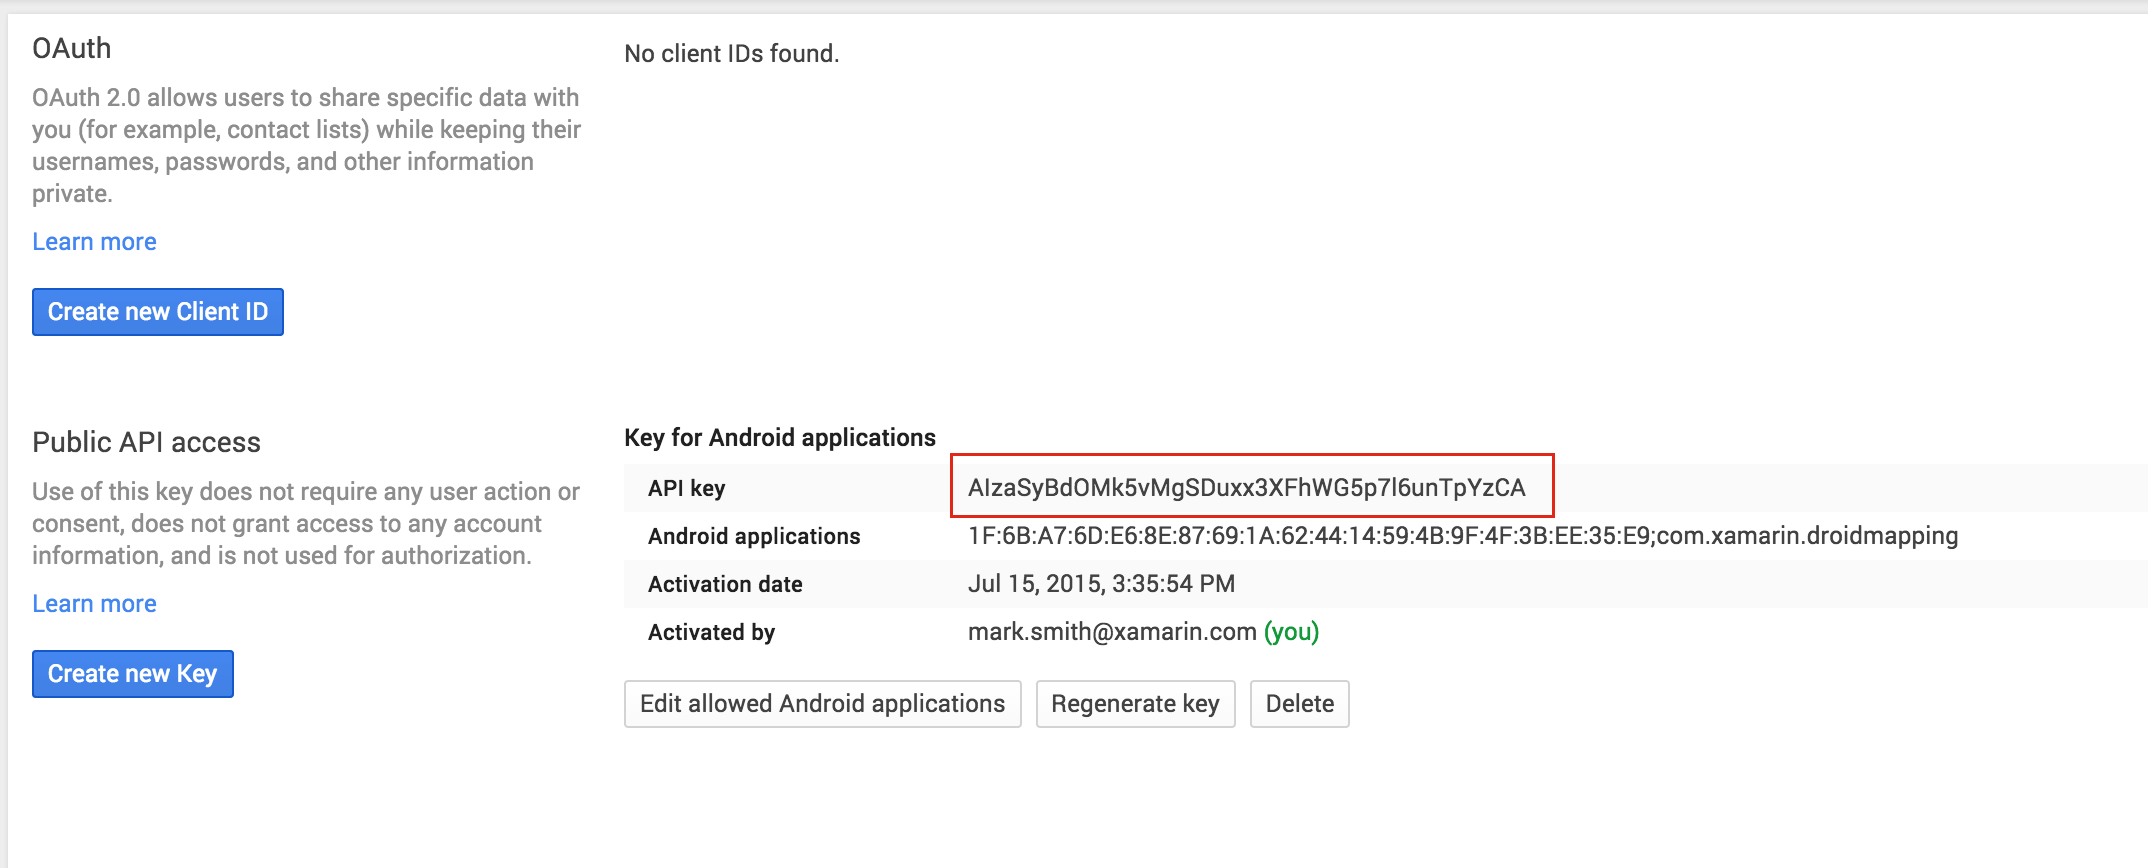 OAuth
OAuth 2.0 allows users to share specific data with
you (for example, contact lists) while keeping their
usernames, passwords, and other information
private.
Learn more
Create new Client ID
No client IDs found.
Public API access
Use of this key does not require any user action or
consent, does not grant access to any account
information, and is not used for authorization.
Learn more
Create new Key
Key for Android applications
API key AIzaSyBdOMk5vMgSDuxx3XFhWG5p7l6unTpYzCA
Android applications 1F:6B:A7:6D:E6:8E:87:69:1A:62:44:14:59:4B:9F:4F:3B:EE:35:E9;com.xamarin.droidmapping
Activation date Jul 15, 2015, 3:35:54 PM
Activated by mark.smith@xamarin.com (you)
Edit allowed Android applications Regenerate key Delete